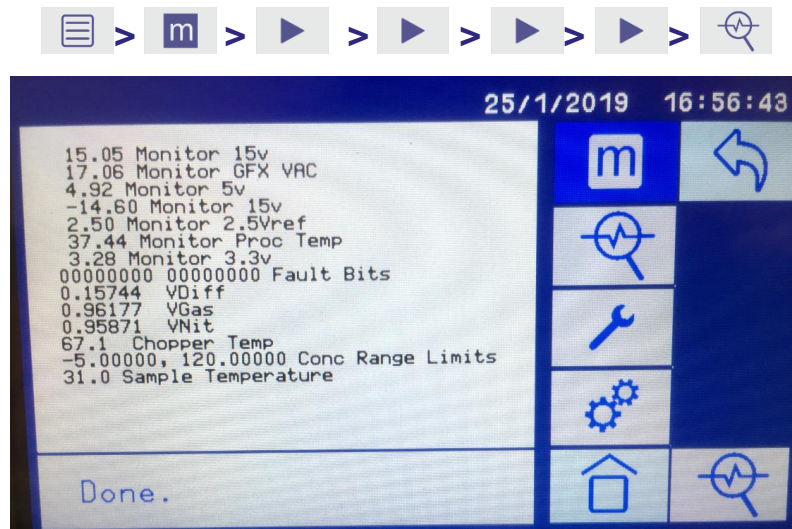 m > > > > > >
25/1/2019 16:56:43
15.05 Monitor 15v
17.06 Monitor GFX VAC
4.92 Monitor 5v
-14.60 Monitor 15v
2.50 Monitor 2.5Vref
37.44 Monitor Proc Temp
3.28 Monitor 3.3v
00000000 00000000 Fault Bits
0.15744 VDiff
0.96177 VGas
0.95871 VNit
67.1 Chopper Temp
-5.00000, 120.00000 Conc Range Limits
31.0 Sample Temperature
m
Done.